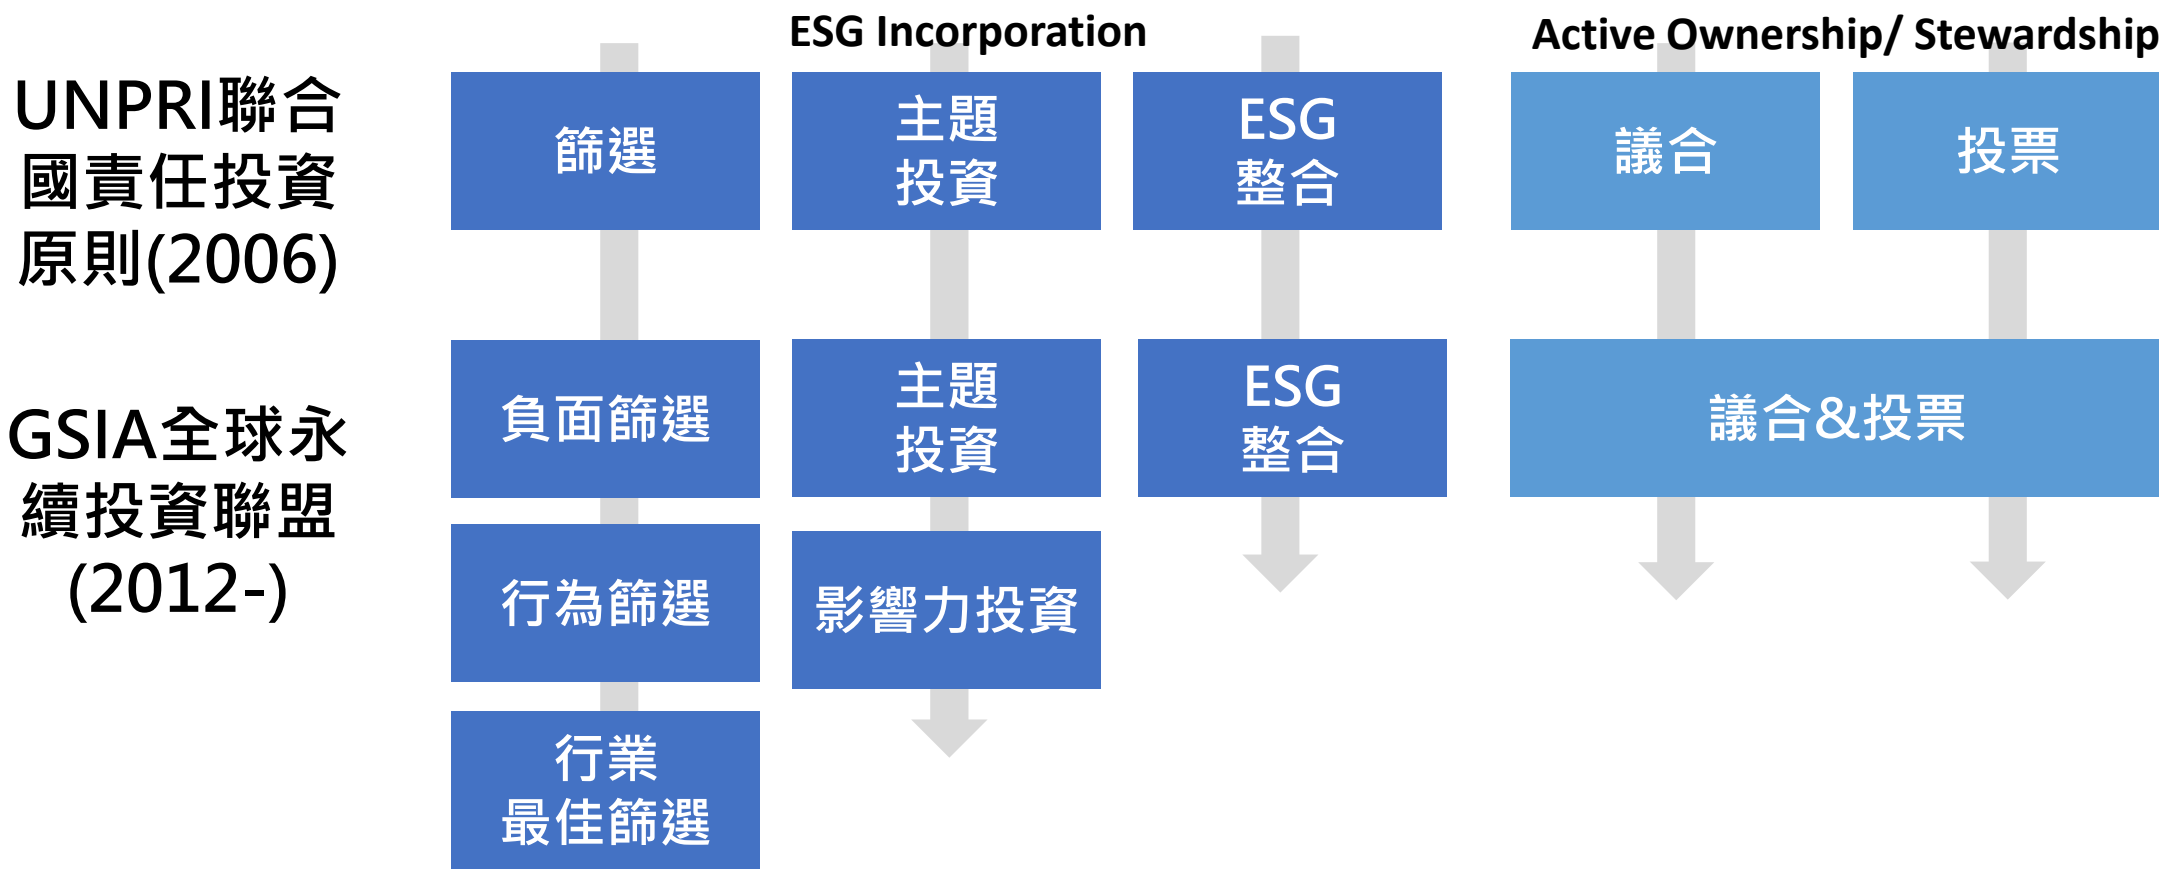 ESG Incorporation
Active Ownership/ Stewardship
UNPRI聯合
國責任投資
原則(2006)
篩選
主題
投資
ESG
整合
議合
投票
GSIA全球永
續投資聯盟
(2012-)
負面篩選
主題
投資
ESG
整合
議合&投票
行為篩選
影響力投資
行業
最佳篩選